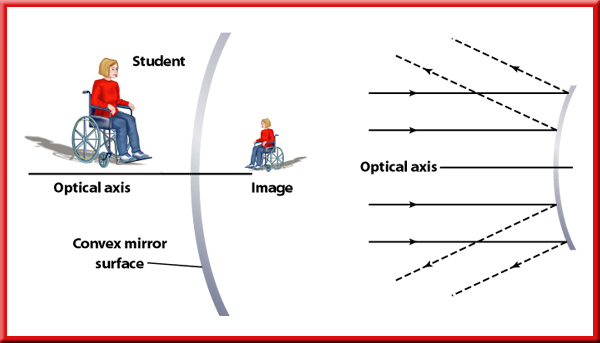 Student
Optical axis
Image
Convex mirror
surface
Optical axis